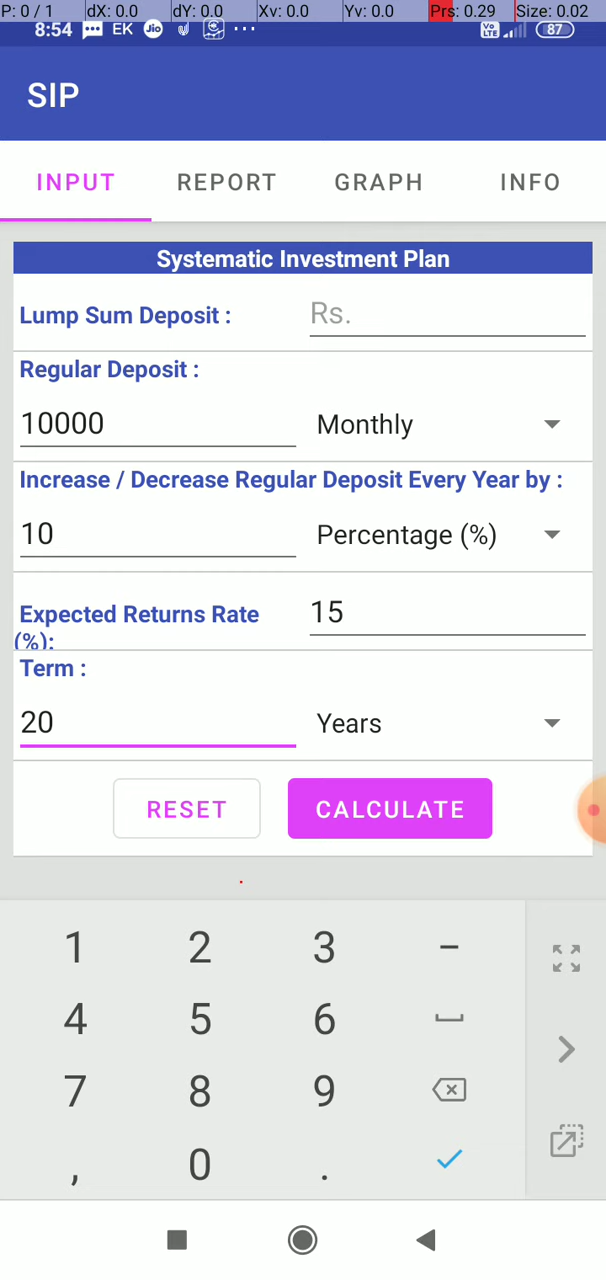 P: 0 / 1 dX: 0.0 dY: 0.0 Xv: 0.0 Yv: 0.0 Prs: 0.29 Size: 0.02
8:54 EK Jio ... Vo LTE 87
SIP
INPUT REPORT GRAPH INFO
Systematic Investment Plan
Lump Sum Deposit : Rs.
Regular Deposit :
10000 Monthly
Increase / Decrease Regular Deposit Every Year by :
10 Percentage (%)
Expected Returns Rate 15
(%):
Term :
20 Years
RESET CALCULATE
1 2 3 -
4 5 6
7 8 9
, 0 .